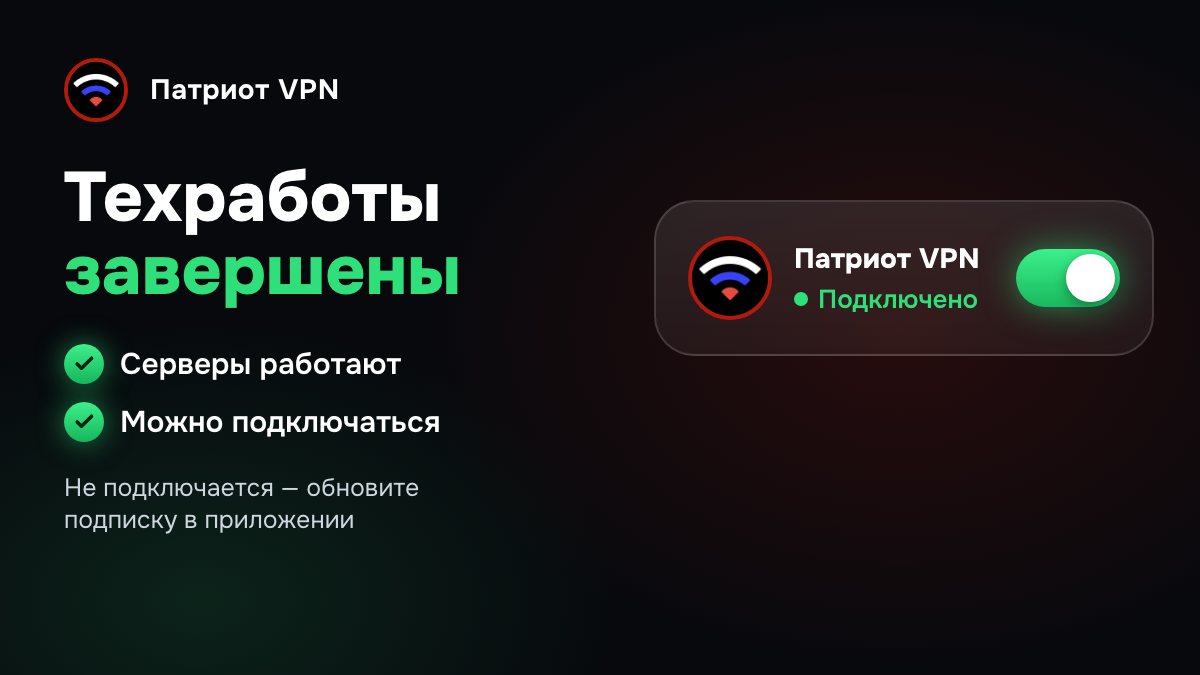 Патриот VPN
Техработы
завершены
Серверы работают
Можно подключаться
Не подключается — обновите
подписку в приложении
Патриот VPN
Подключено